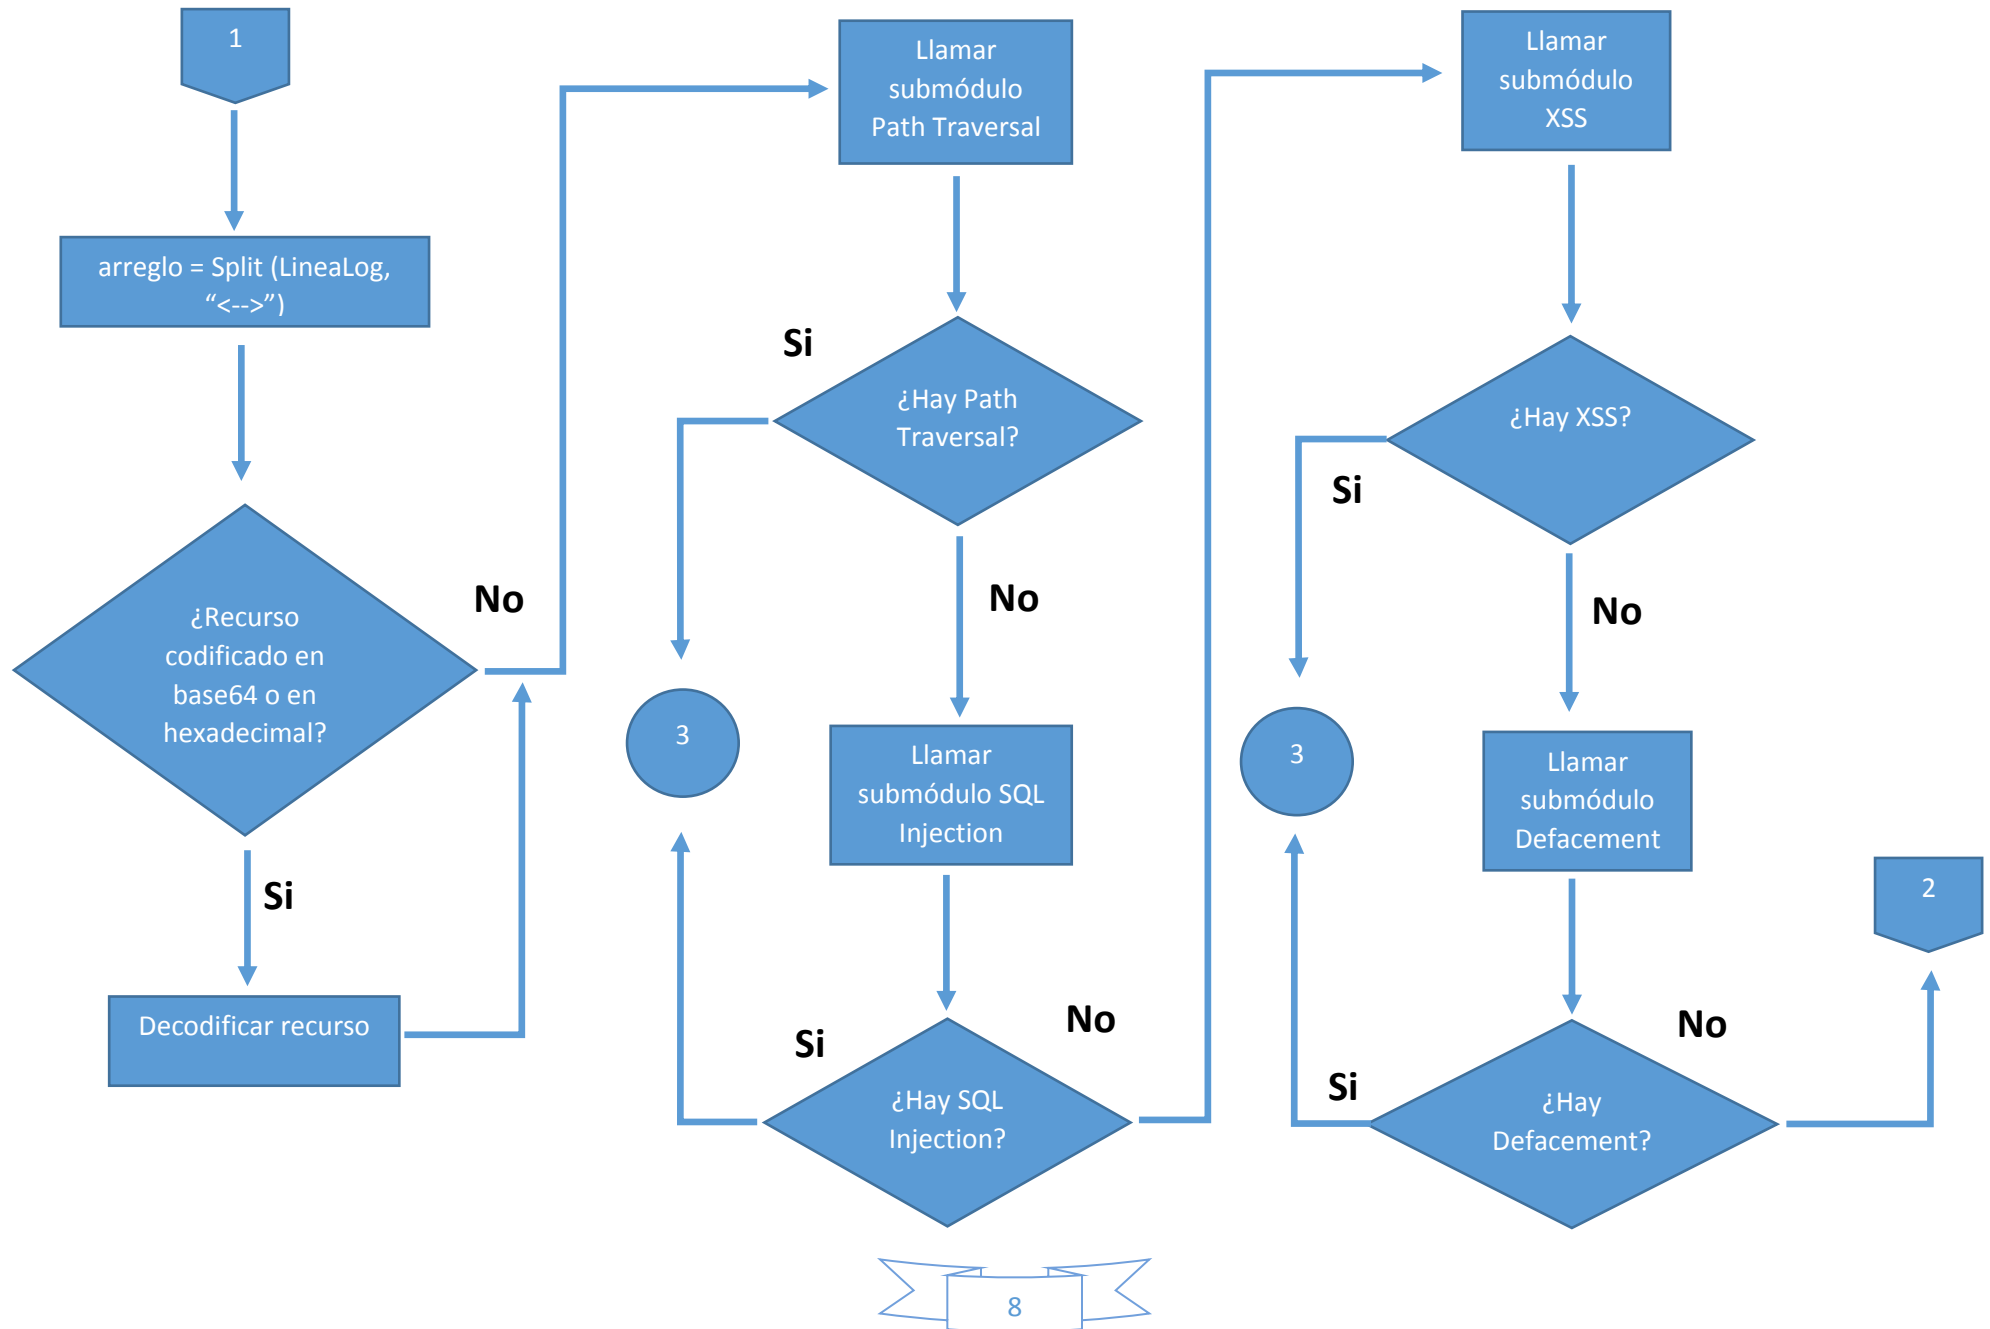 1
arreglo = Split (LineaLog,
“<-->”)
¿Recurso
codificado en
base64 o en
hexadecimal?
No
Si
Decodificar recurso
Llamar
submódulo
Path Traversal
Si
¿Hay Path
Traversal?
No
3
Llamar
submódulo SQL
Injection
Si
No
¿Hay SQL
Injection?
Llamar
submódulo
XSS
¿Hay XSS?
Si
No
3
Llamar
submódulo
Defacement
2
No
Si
¿Hay
Defacement?
8